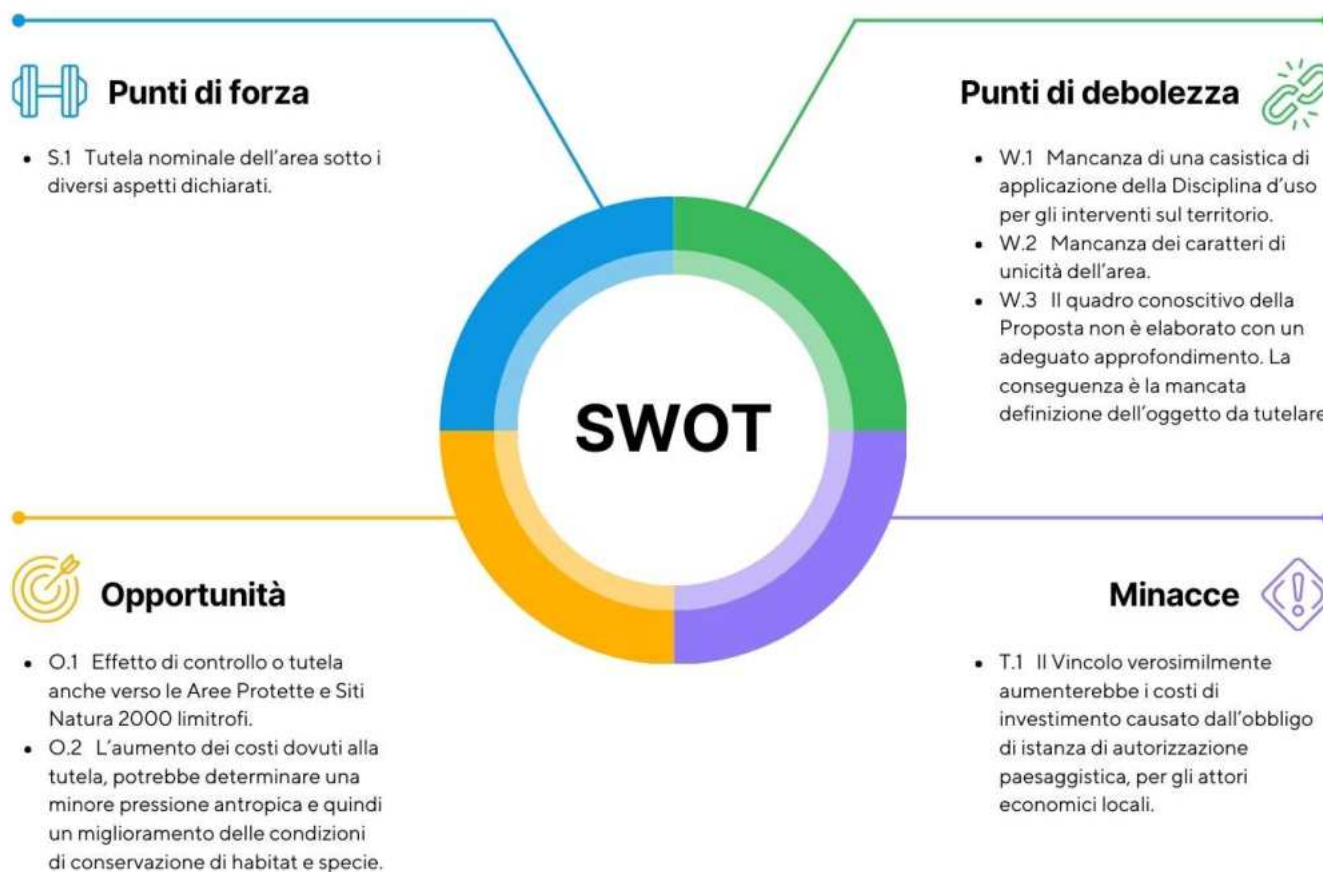 Punti di forza
• S.1 Tutela nominale dell'area sotto i
diversi aspetti dichiarati.
Punti di debolezza
• W.1 Mancanza di una casistica di
applicazione della Disciplina d'uso
per gli interventi sul territorio.
• W.2 Mancanza dei caratteri di
unicità dell'area.
• W.3 Il quadro conoscitivo della
Proposta non è elaborato con un
adeguato approfondimento. La
conseguenza è la mancata
definizione dell'oggetto da tutelare
SWOT
Opportunità
• O.1 Effetto di controllo o tutela
anche verso le Aree Protette e Siti
Natura 2000 limitrofi.
• O.2 L'aumento dei costi dovuti alla
tutela, potrebbe determinare una
minore pressione antropica e quindi
un miglioramento delle condizioni
di conservazione di habitat e specie.
Minacce
• T.1 Il Vincolo verosimilmente
aumenterebbe i costi di
investimento causato dall'obbligo
di istanza di autorizzazione
paesaggistica, per gli attori
economici locali.